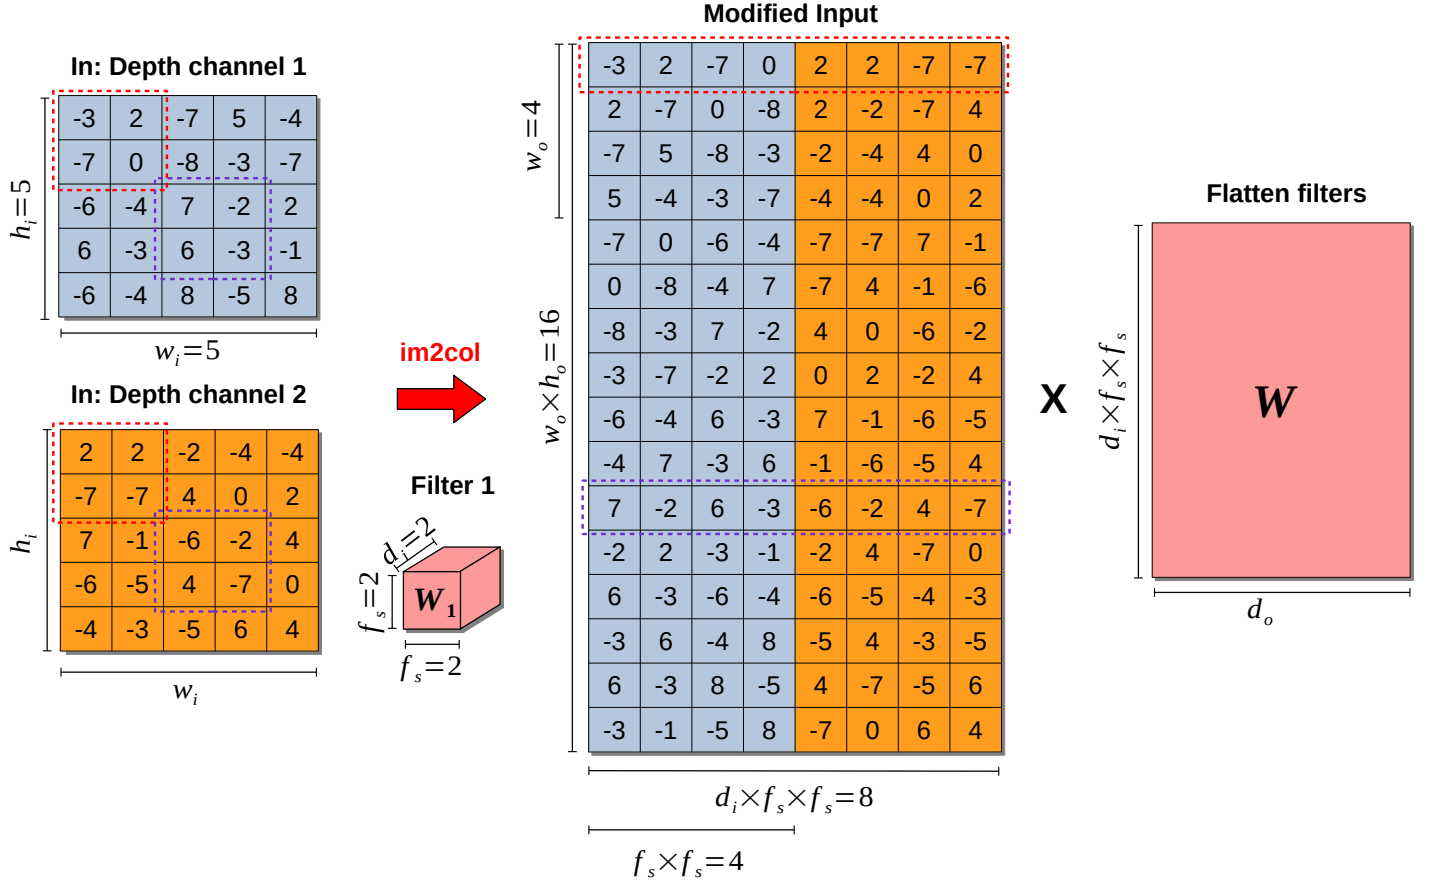 Modified Input
In: Depth channel 1
-3 2 -7 5 -4
-7 0 -8 -3 -7
-6 -4 7 -2 2
6 -3 6 -3 -1
-6 -4 8 -5 8
h_i=5
w_i=5
In: Depth channel 2
2 2 -2 -4 -4
-7 -7 4 0 2
7 -1 -6 -2 4
-6 -5 4 -7 0
-4 -3 -5 6 4
h_i
w_i
im2col
Filter 1
d_i=2
f_s=2
W_1
f_s=2
w_o=4
w_o×h_o=16
-3 2 -7 0 2 2 -7 -7
2 -7 0 -8 2 -2 -7 4
-7 5 -8 -3 -2 -4 4 0
5 -4 -3 -7 -4 -4 0 2
-7 0 -6 -4 -7 -7 7 -1
0 -8 -4 7 -7 4 -1 -6
-8 -3 7 -2 4 0 -6 -2
-3 -7 -2 2 0 2 -2 4
-6 -4 6 -3 7 -1 -6 -5
-4 7 -3 6 -1 -6 -5 4
7 -2 6 -3 -6 -2 4 -7
-2 2 -3 -1 -2 4 -7 0
6 -3 -6 -4 -6 -5 -4 -3
-3 6 -4 8 -5 4 -3 -5
6 -3 8 -5 4 -7 -5 6
-3 -1 -5 8 -7 0 6 4
d_i×f_s×f_s=8
f_s×f_s=4
X
Flatten filters
d_i×f_s×f_s
W
d_o